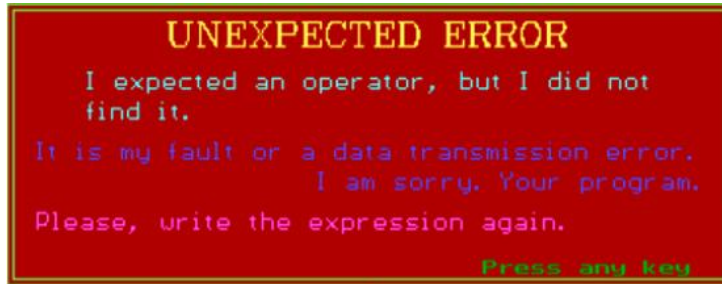 UNEXPECTED ERROR
I expected an operator, but I did not
find it.
It is my fault or a data transmission error.
I am sorry. Your program.
Please, write the expression again.
Press any key